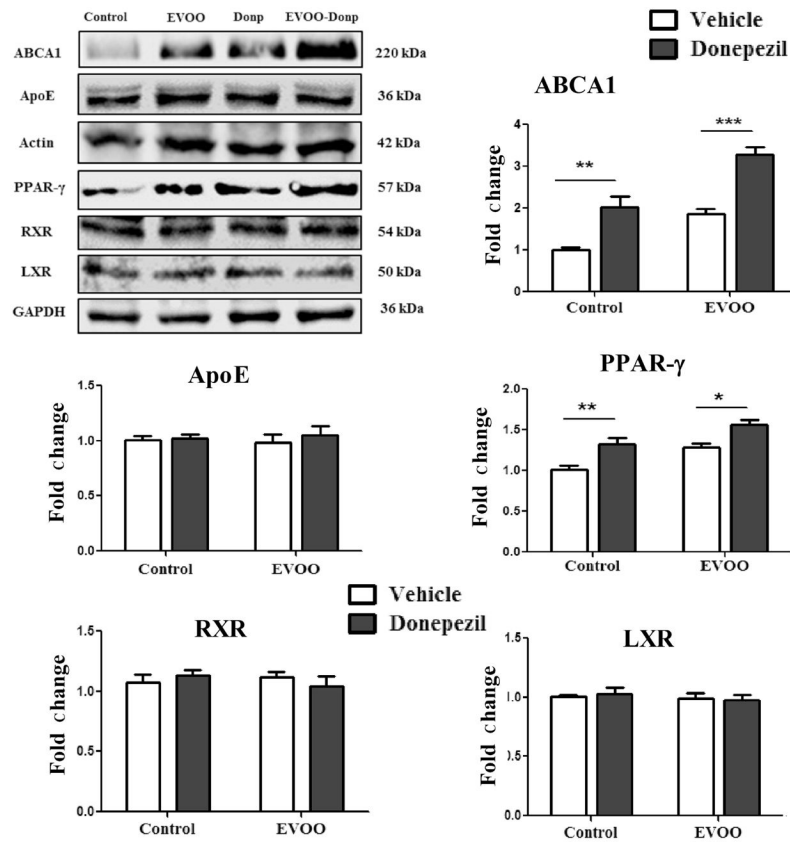 Control EVOO Donp EVOO-Donp
ABCA1 220 kDa
ApoE 36 kDa
Actin 42 kDa
PPAR-γ 57 kDa
RXR 54 kDa
LXR 50 kDa
GAPDH 36 kDa
Vehicle
Donepezil
ABCA1
Fold change
4
3
2
1
0
**
***
Control EVOO
ApoE
Fold change
1.5
1.0
0.5
0.0
Control EVOO
PPAR-γ
Fold change
2.0
1.5
1.0
0.5
0.0
**
*
Control EVOO
Vehicle
Donepezil
RXR
Fold change
1.5
1.0
0.5
0.0
Control EVOO
LXR
Fold change
1.5
1.0
0.5
0.0
Control EVOO